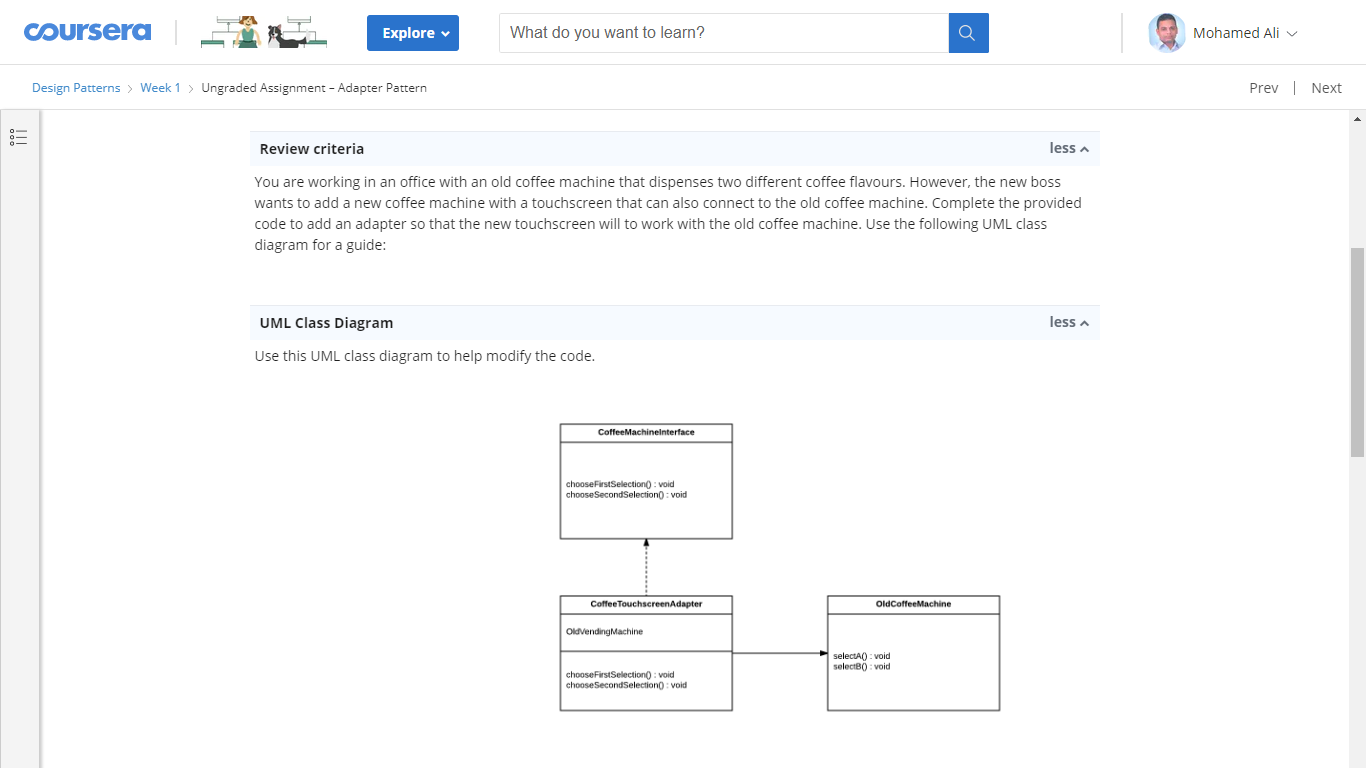 coursera
Explore
What do you want to learn?
Mohamed Ali
Design Patterns > Week 1 > Ungraded Assignment – Adapter Pattern
Prev | Next
Review criteria
less
You are working in an office with an old coffee machine that dispenses two different coffee flavours. However, the new boss
wants to add a new coffee machine with a touchscreen that can also connect to the old coffee machine. Complete the provided
code to add an adapter so that the new touchscreen will to work with the old coffee machine. Use the following UML class
diagram for a guide:
UML Class Diagram
less
Use this UML class diagram to help modify the code.
CoffeeMachineInterface
chooseFirstSelection() : void
chooseSecondSelection() : void
CoffeeTouchscreenAdapter
OldVendingMachine
chooseFirstSelection() : void
chooseSecondSelection() : void
OldCoffeeMachine
selectA() : void
selectB() : void